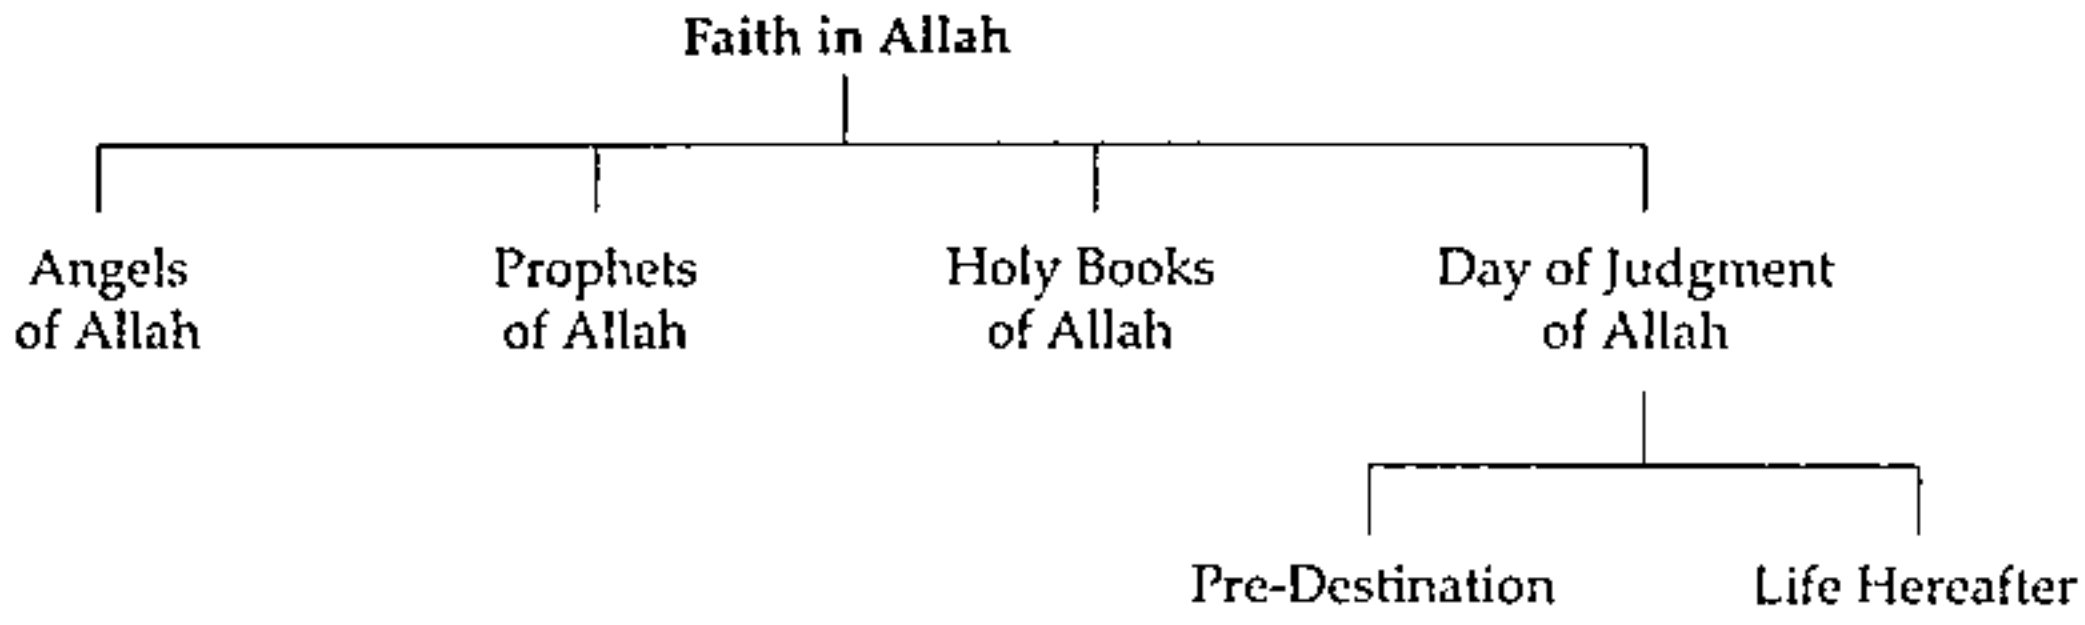 Faith in Allah
Angels
of Allah
Prophets
of Allah
Holy Books
of Allah
Day of Judgment
of Allah
Pre-Destination
Life Hereafter